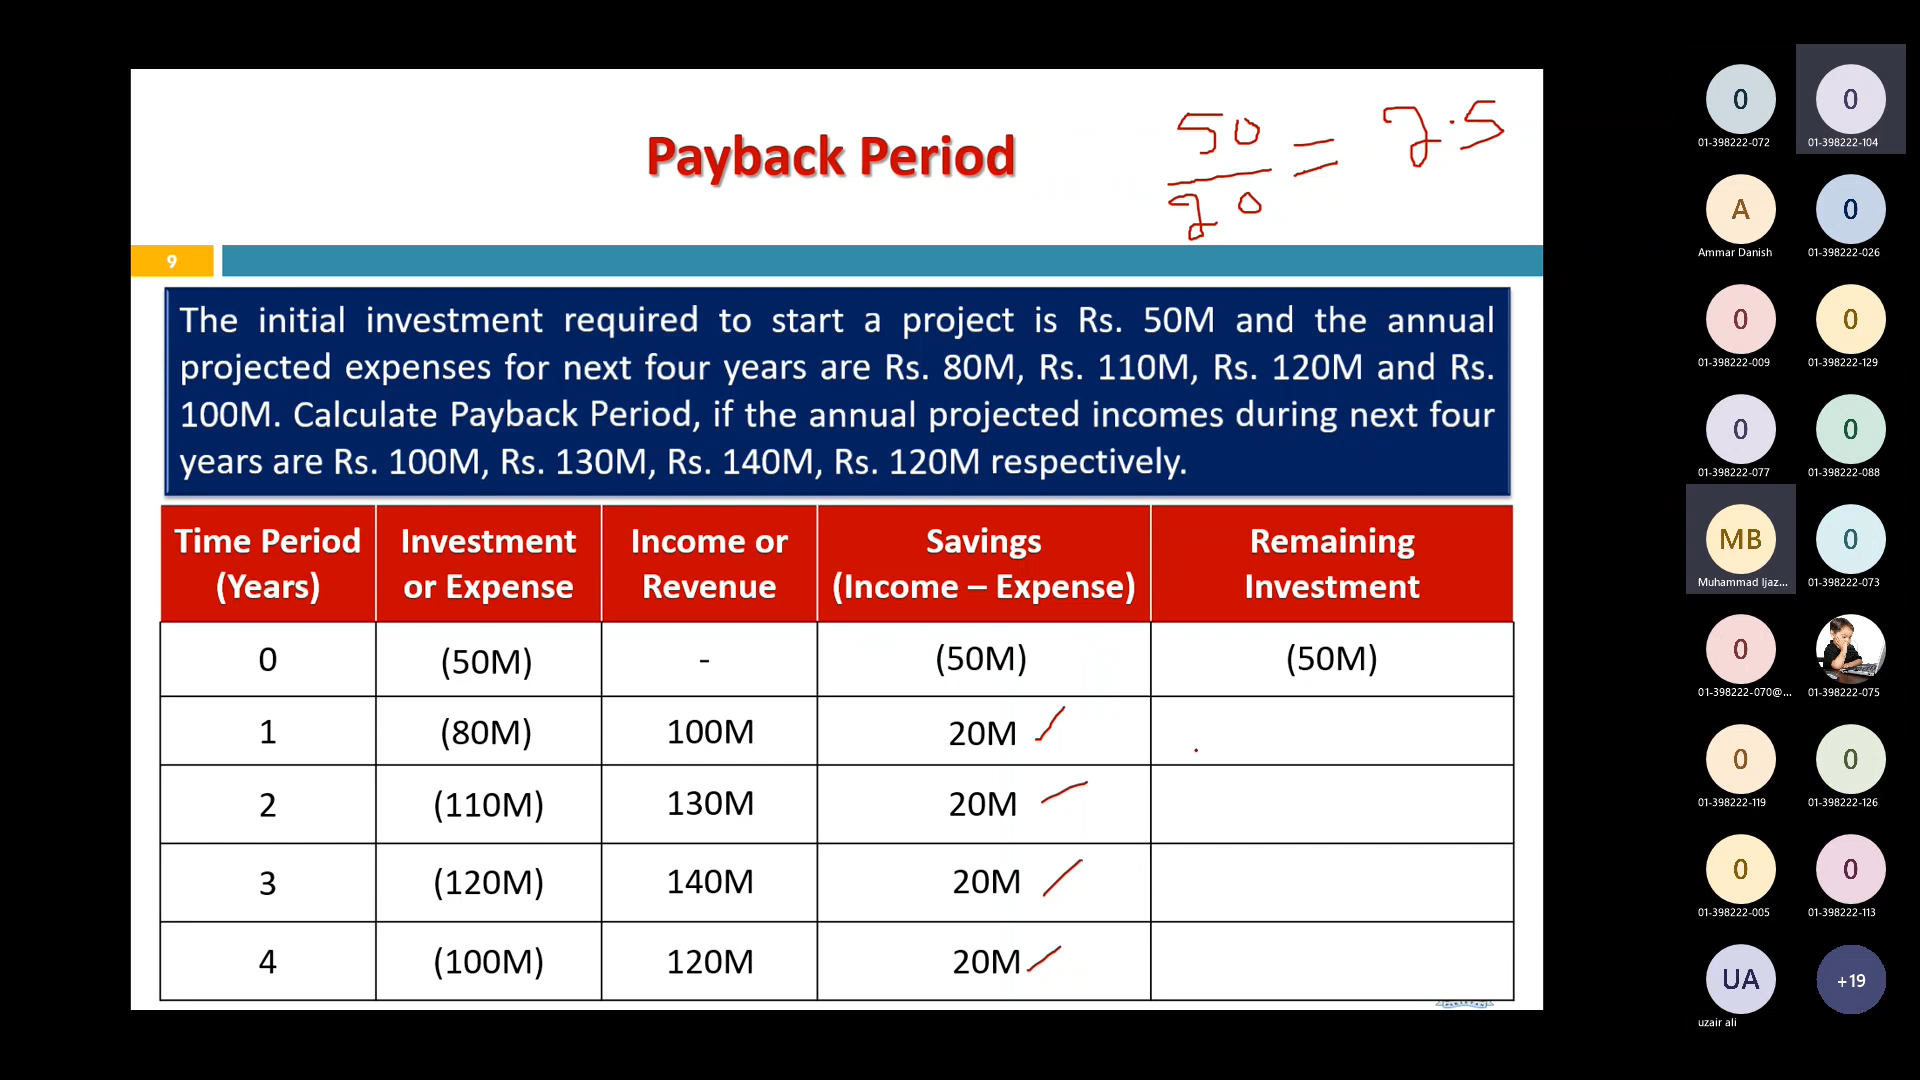 Payback Period
50
20
= 2.5
9
The initial investment required to start a project is Rs. 50M and the annual
projected expenses for next four years are Rs. 80M, Rs. 110M, Rs. 120M and Rs.
100M. Calculate Payback Period, if the annual projected incomes during next four
years are Rs. 100M, Rs. 130M, Rs. 140M, Rs. 120M respectively.
Time Period (Years) Investment or Expense Income or Revenue Savings (Income – Expense) Remaining Investment
0 (50M) - (50M) (50M)
1 (80M) 100M 20M
2 (110M) 130M 20M
3 (120M) 140M 20M
4 (100M) 120M 20M
0 0
01-398222-072 01-398222-104
A 0
Ammar Danish 01-398222-026
0 0
01-398222-009 01-398222-129
0 0
01-398222-077 01-398222-088
MB 0
Muhammad Ijaz... 01-398222-073
0
01-398222-070@... 01-398222-075
0 0
01-398222-119 01-398222-126
0 0
01-398222-005 01-398222-113
UA +19
uzair ali